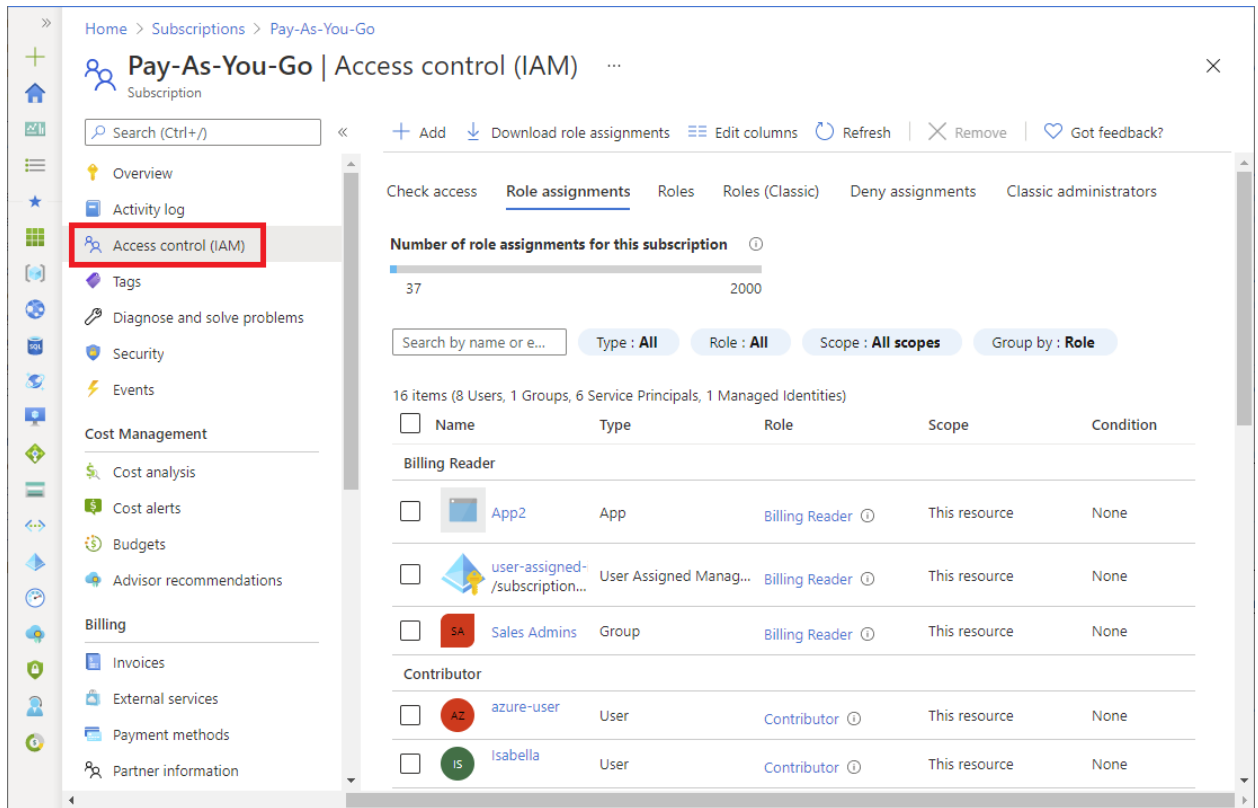 Home > Subscriptions > Pay-As-You-Go
Pay-As-You-Go | Access control (IAM) ...
Subscription
Search (Ctrl+/)
Overview
Activity log
Access control (IAM)
Tags
Diagnose and solve problems
Security
Events
Cost Management
Cost analysis
Cost alerts
Budgets
Advisor recommendations
Billing
Invoices
External services
Payment methods
Partner information
Add Download role assignments Edit columns Refresh Remove Got feedback?
Check access Role assignments Roles Roles (Classic) Deny assignments Classic administrators
Number of role assignments for this subscription
37 2000
Search by name or e... Type : All Role : All Scope : All scopes Group by : Role
16 items (8 Users, 1 Groups, 6 Service Principals, 1 Managed Identities)
Name Type Role Scope Condition
Billing Reader
App2 App Billing Reader This resource None
user-assigned-
/subscription... User Assigned Manag... Billing Reader This resource None
SA Sales Admins Group Billing Reader This resource None
Contributor
AZ azure-user User Contributor This resource None
IS Isabella User Contributor This resource None
SQL